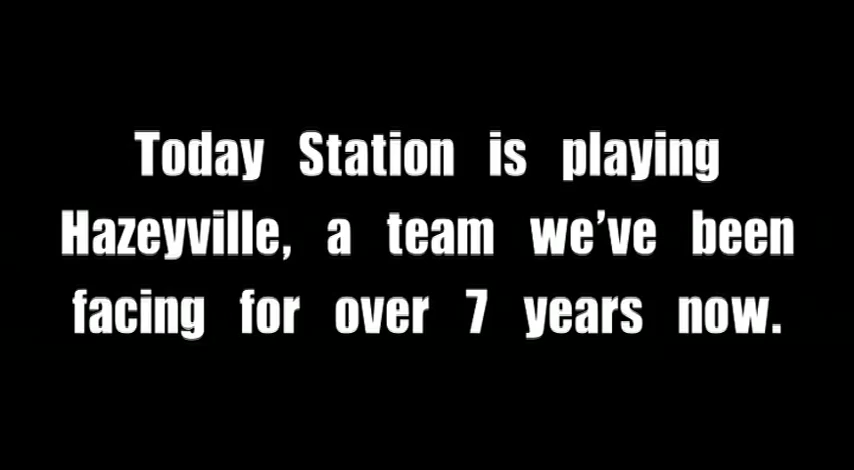 Today Station is playing
Hazeyville, a team we’ve been
facing for over 7 years now.